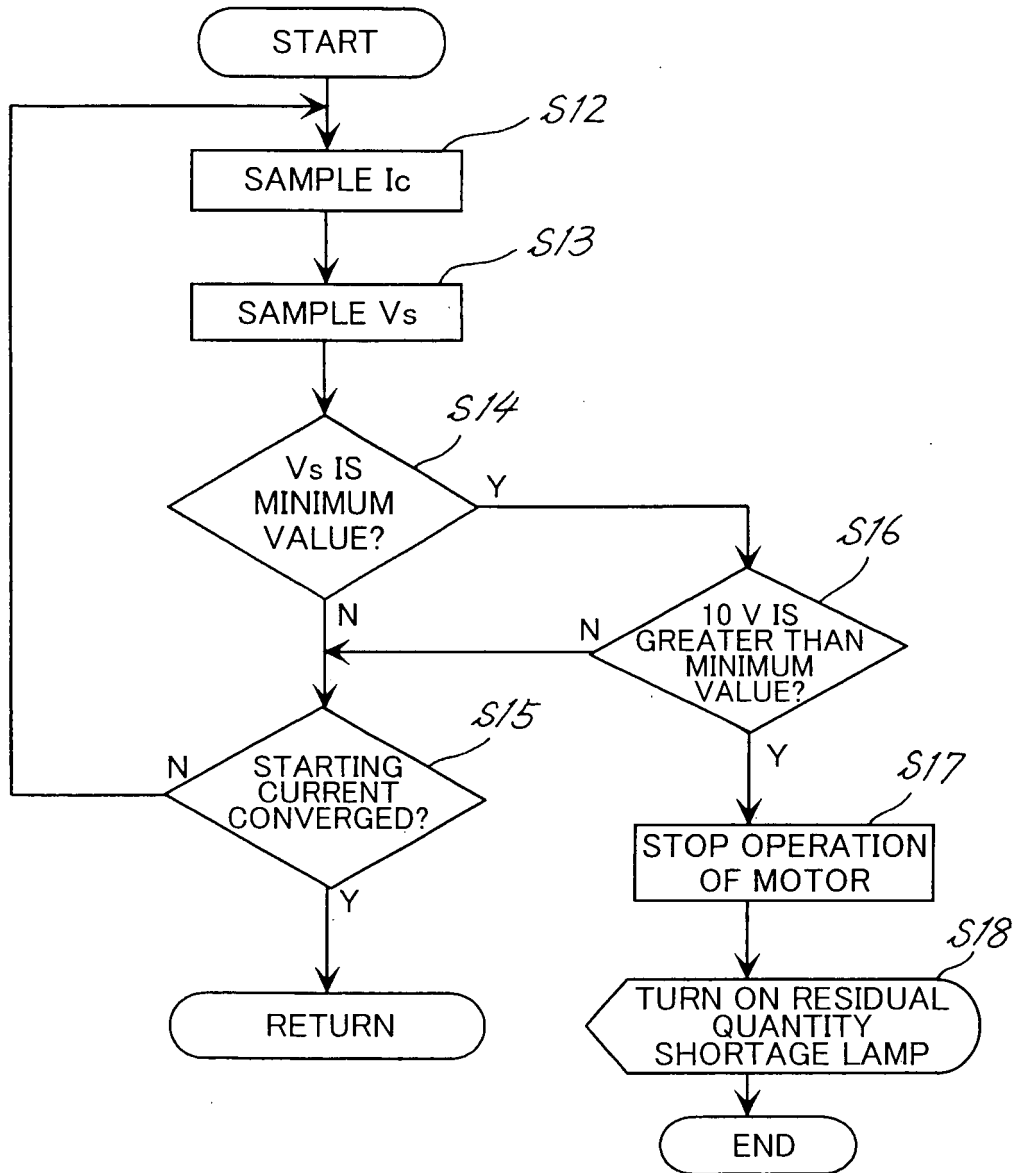 START
S12
SAMPLE Ic
S13
SAMPLE Vs
S14
Vs IS
MINIMUM
VALUE?
Y
N
S16
10 V IS
GREATER THAN
MINIMUM
VALUE?
N
Y
S15
STARTING
CURRENT
CONVERGED?
N
Y
S17
STOP OPERATION
OF MOTOR
S18
TURN ON RESIDUAL
QUANTITY
SHORTAGE LAMP
RETURN
END